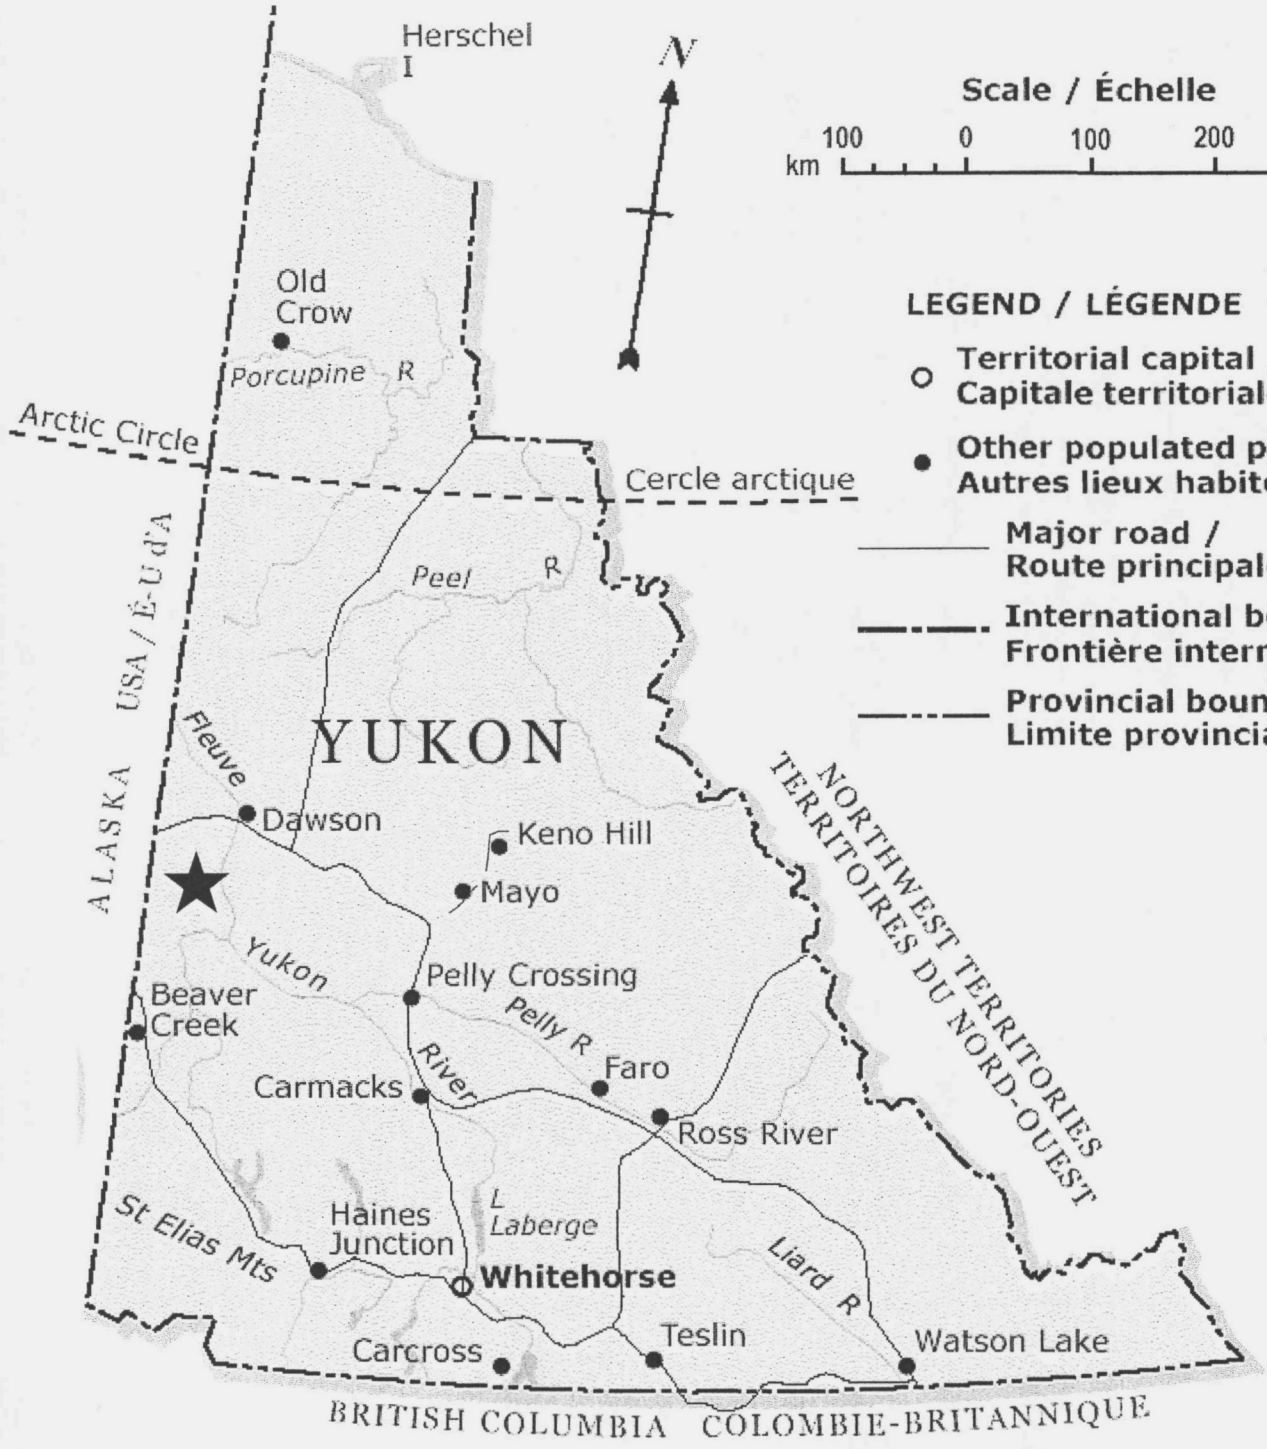 Herschel
I
N
Scale / Échelle
100 0 100 200
km
Old
Crow
Porcupine R
Arctic Circle
Cercle arctique
LEGEND / LÉGENDE
Territorial capital
Capitale territorial
Other populated p
Autres lieux habit
Major road /
Route principal
International b
Frontière inter
Provincial boun
Limite provincia
USA / É-U d'A
ALASKA
Peel R
YUKON
Fleuve
Dawson
Keno Hill
Mayo
Yukon
River
NORTHWEST TERRITORIES
TERRITOIRES DU NORD-OUEST
Pelly Crossing
Pelly R
Beaver
Creek
Faro
Carmacks
Ross River
St Elias Mts
Haines
Junction
L
Laberge
Whitehorse
Liard R
Carcross
Teslin
Watson Lake
BRITISH COLUMBIA COLOMBIE-BRITANNIQUE